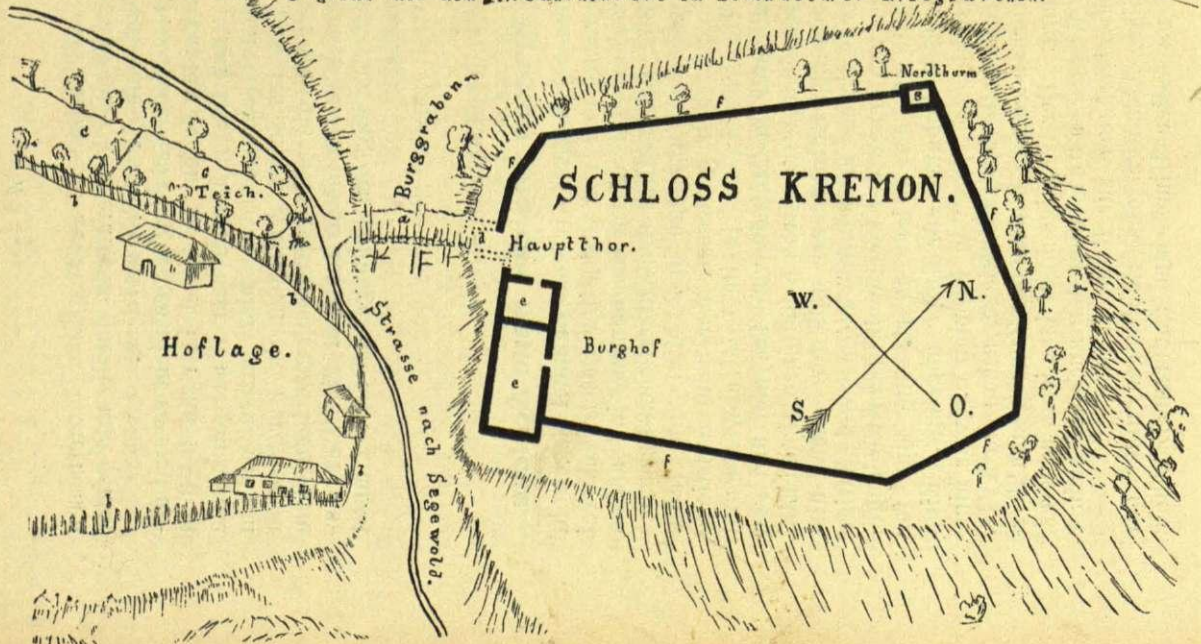 Nordthurm
g
f
Burggraben.
f
SCHLOSS KREMON.
c
c
Teich.
a
d
Hauptthor.
f
f
b
b
e
W.
N.
Hoflage.
Burghof
e
S.
O.
Strasse nach Segewold.
f
f
b
b